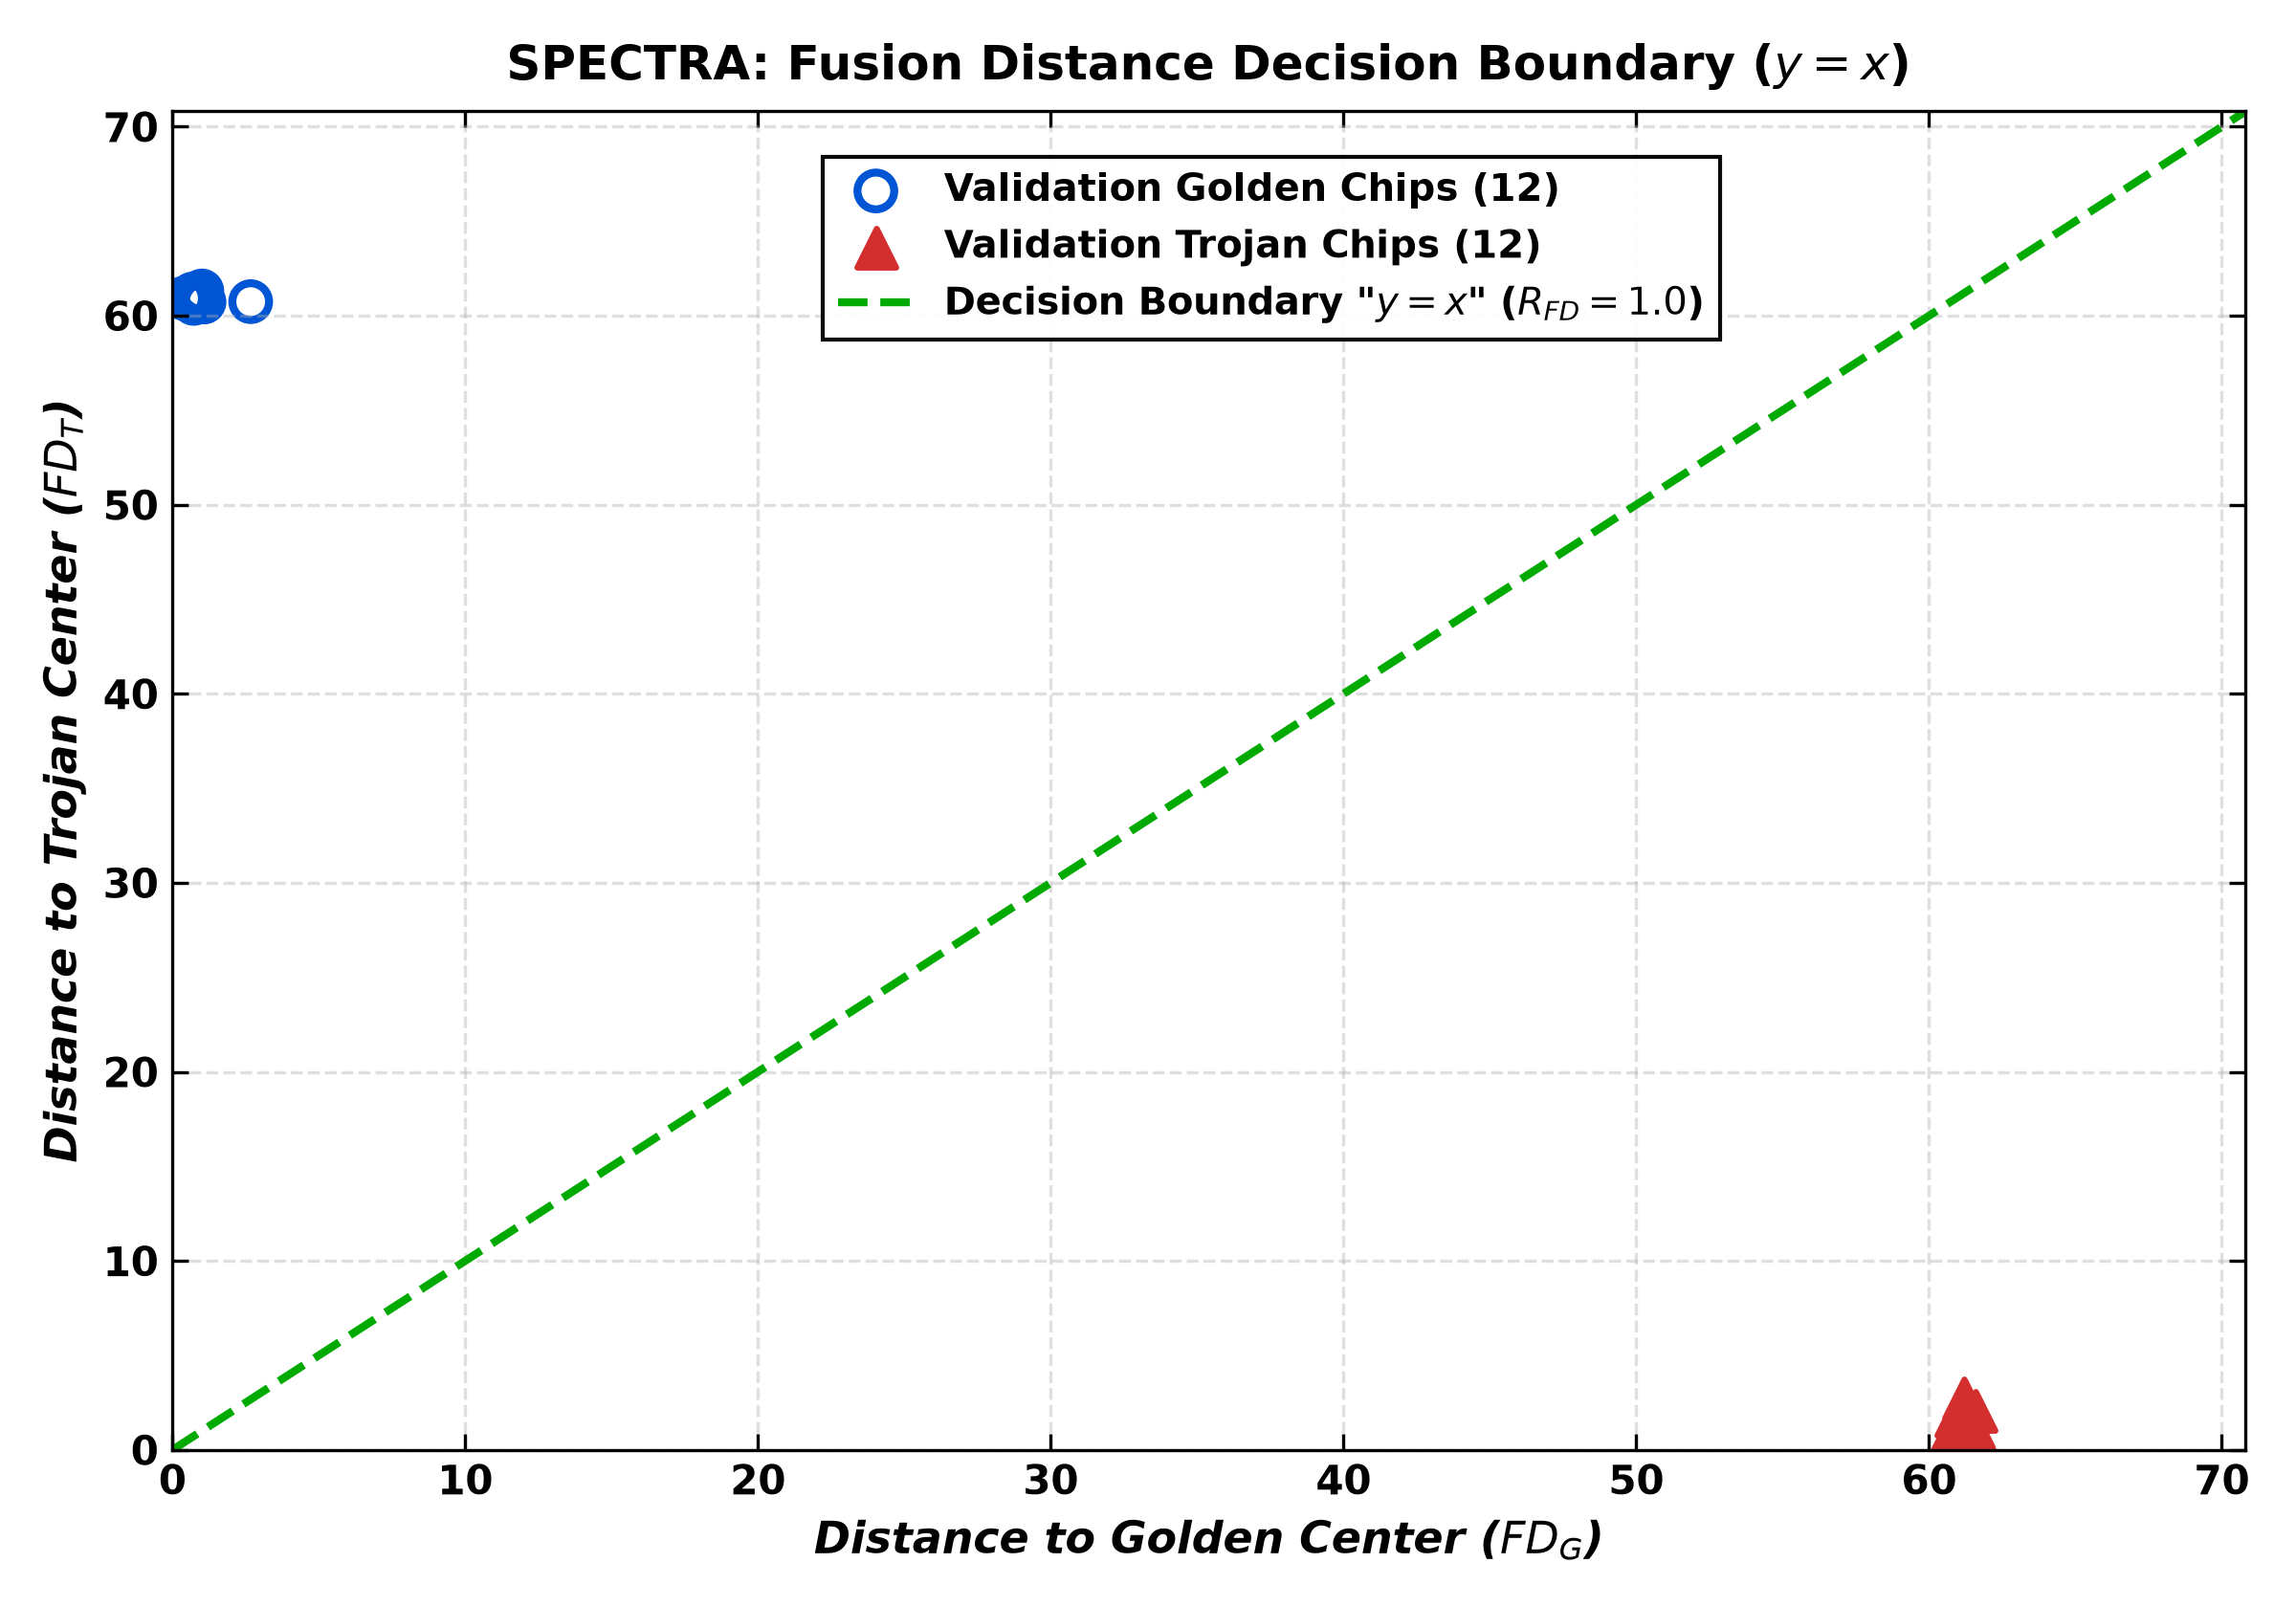 SPECTRA: Fusion Distance Decision Boundary (y = x)
Validation Golden Chips (12)
Validation Trojan Chips (12)
Decision Boundary "y = x" (R_FD = 1.0)
Distance to Trojan Center (FD_T)
70
60
50
40
30
20
10
0
0 10 20 30 40 50 60 70
Distance to Golden Center (FD_G)